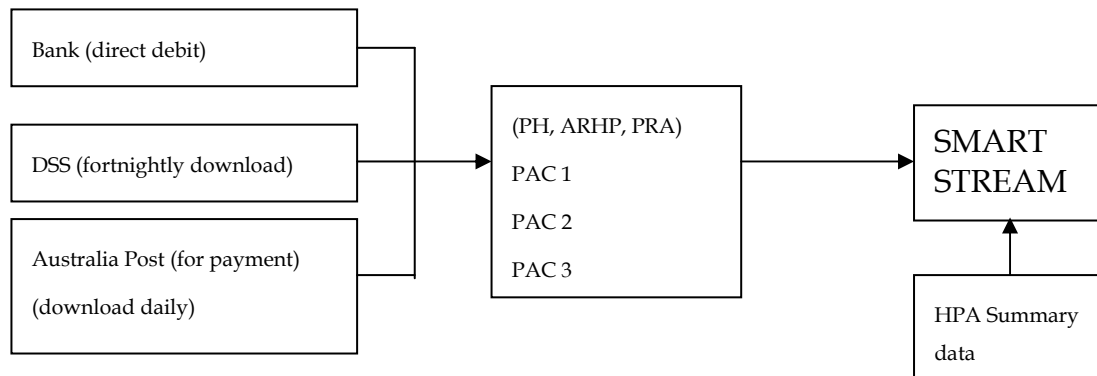 Bank (direct debit)
DSS (fortnightly download)
Australia Post (for payment)
(download daily)
(PH, ARHP, PRA)
PAC 1
PAC 2
PAC 3
SMART
STREAM
HPA Summary
data